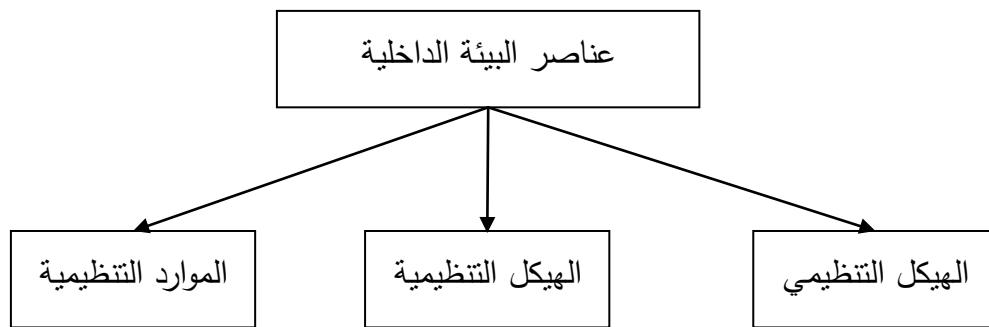 عناصر البيئة الداخلية
الهيكل التنظيمي
الهيكل التنظيمية
الموارد التنظيمية